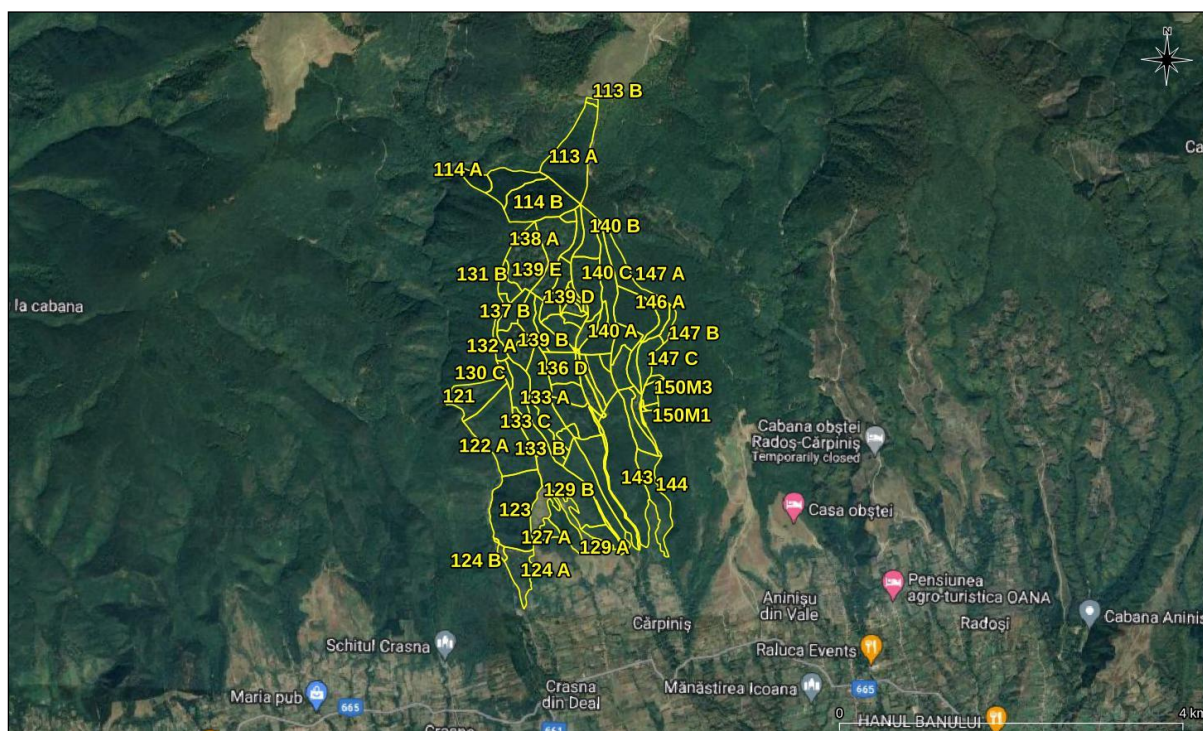 N
113 B
Ca
113 A
114 A
114 B
140 B
138 A
131 B
139 E
140 C
147 A
139 D
146 A
la cabana
137 B
140 A
147 B
132 A
139 B
147 C
136 D
130 C
150M3
121
133 A
150M1
133 C
Cabana obștei
Radoș-Cărpiniș
Temporarily closed
122 A
133 B
143
144
129 B
123
Casa obștei
127 A
129 A
124 B
124 A
Pensiunea
agro-turistica OANA
Aninișu
din Vale
Cărpiniș
Radoși
Cabana Aninis
Schitul Crasna
Raluca Events
Crasna
din Deal
Mănăstirea Icoana
665
Maria pub
665
0
4 km
HANUL BANULUI
661